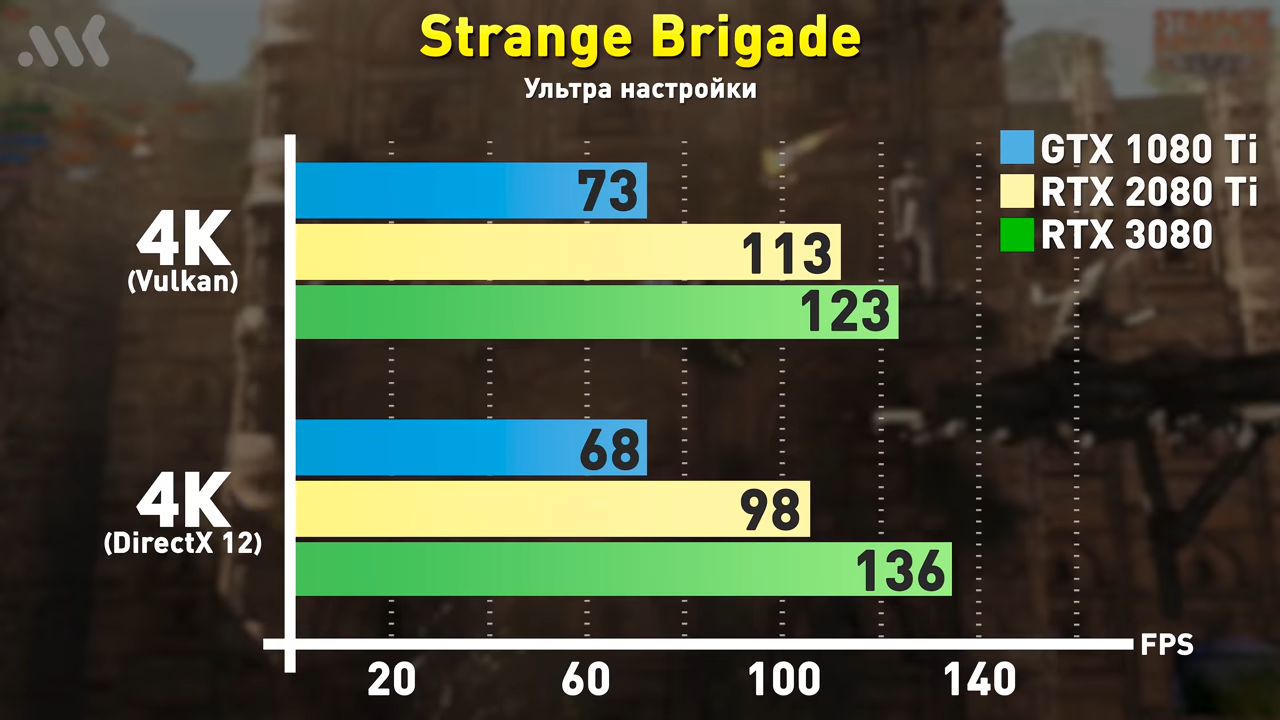 Strange Brigade
Ультра настройки
GTX 1080 Ti
RTX 2080 Ti
RTX 3080
4K
(Vulkan)
73
113
123
4K
(DirectX 12)
68
98
136
FPS
20 60 100 140